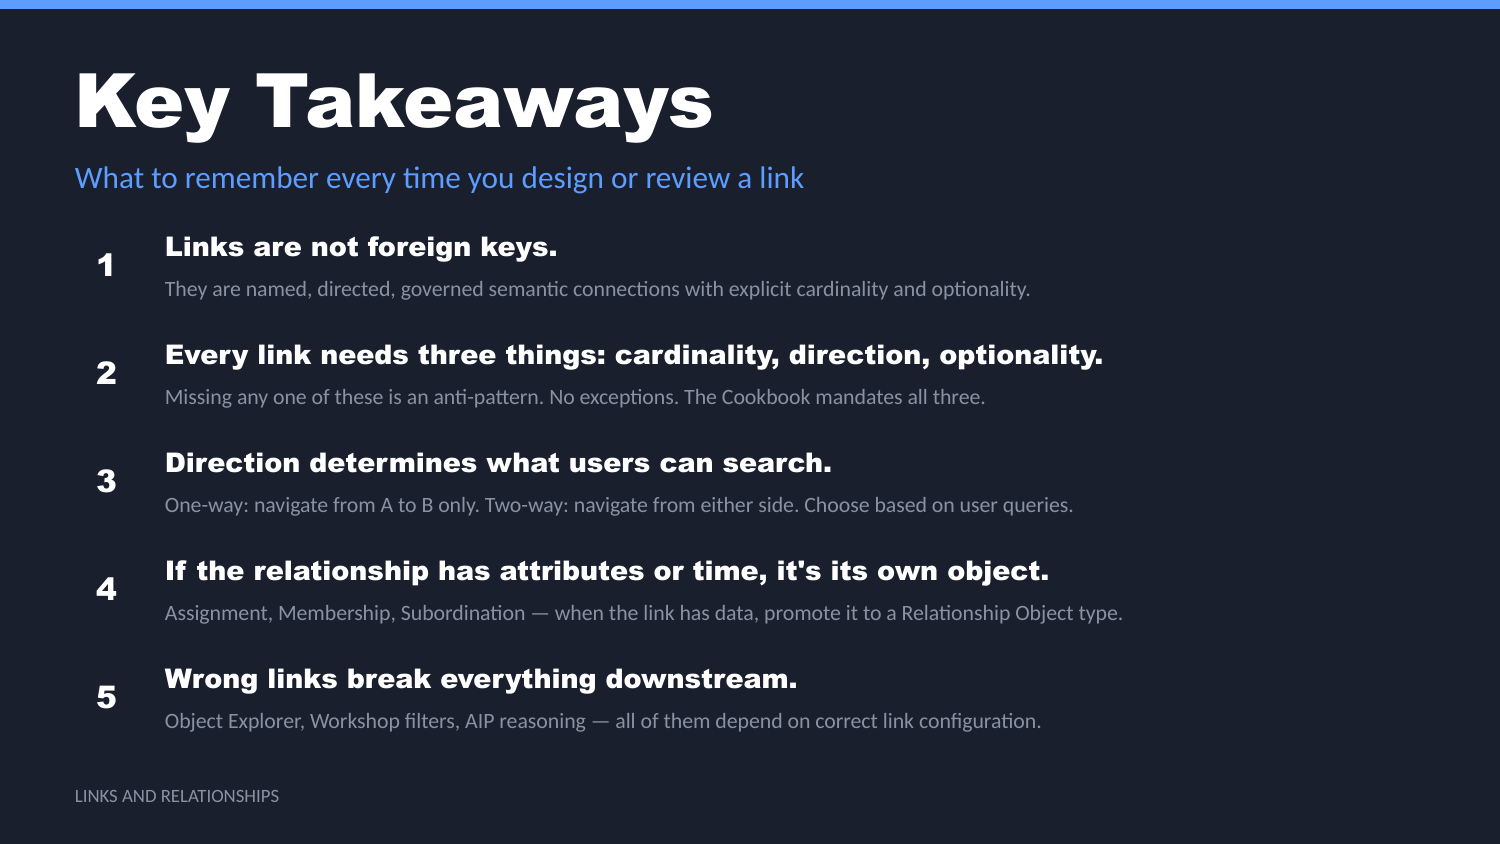 Key Takeaways
What to remember every time you design or review a link
1
Links are not foreign keys.
They are named, directed, governed semantic connections with explicit cardinality and optionality.
2
Every link needs three things: cardinality, direction, optionality.
Missing any one of these is an anti-pattern. No exceptions. The Cookbook mandates all three.
3
Direction determines what users can search.
One-way: navigate from A to B only. Two-way: navigate from either side. Choose based on user queries.
4
If the relationship has attributes or time, it's its own object.
Assignment, Membership, Subordination — when the link has data, promote it to a Relationship Object type.
5
Wrong links break everything downstream.
Object Explorer, Workshop filters, AIP reasoning — all of them depend on correct link configuration.
LINKS AND RELATIONSHIPS